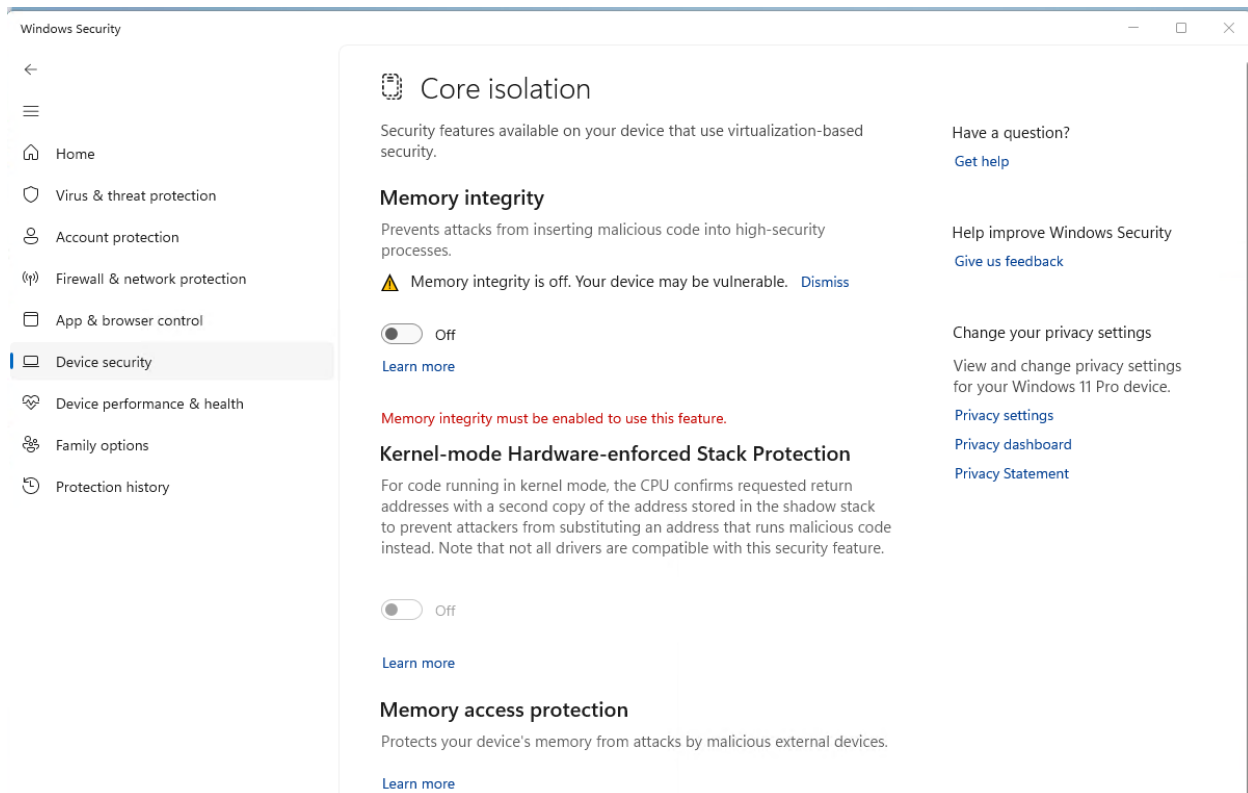 Windows Security
Home
Virus & threat protection
Account protection
Firewall & network protection
App & browser control
Device security
Device performance & health
Family options
Protection history
Core isolation
Security features available on your device that use virtualization-based
security.
Memory integrity
Prevents attacks from inserting malicious code into high-security
processes.
Memory integrity is off. Your device may be vulnerable. Dismiss
Off
Learn more
Memory integrity must be enabled to use this feature.
Kernel-mode Hardware-enforced Stack Protection
For code running in kernel mode, the CPU confirms requested return
addresses with a second copy of the address stored in the shadow stack
to prevent attackers from substituting an address that runs malicious code
instead. Note that not all drivers are compatible with this security feature.
Off
Learn more
Memory access protection
Protects your device's memory from attacks by malicious external devices.
Learn more
Have a question?
Get help
Help improve Windows Security
Give us feedback
Change your privacy settings
View and change privacy settings
for your Windows 11 Pro device.
Privacy settings
Privacy dashboard
Privacy Statement